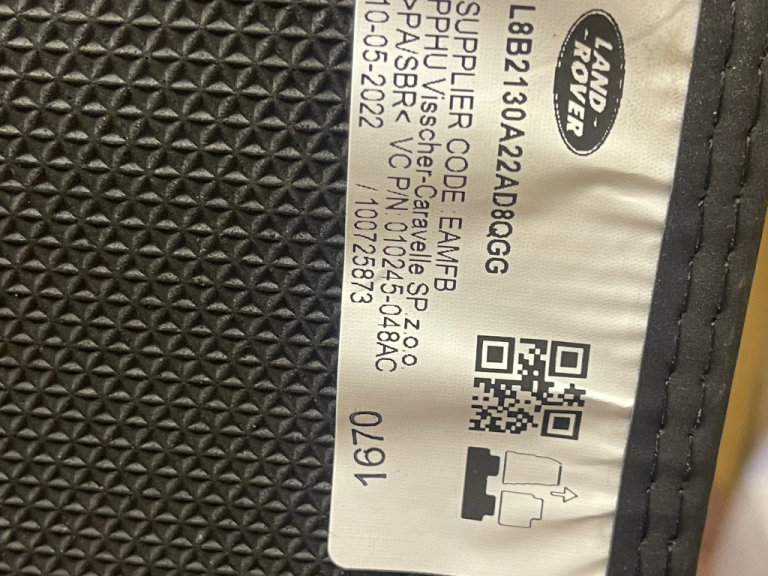 LAND-
-ROVER
L8B2130A22AD8QGG
SUPPLIER CODE :EAMFB
PPHU Visscher-Caravelle SP.z.o.o.
>PA/SBR< VC P/N: 010245-048AC
10-05-2022 / 100725873
1670